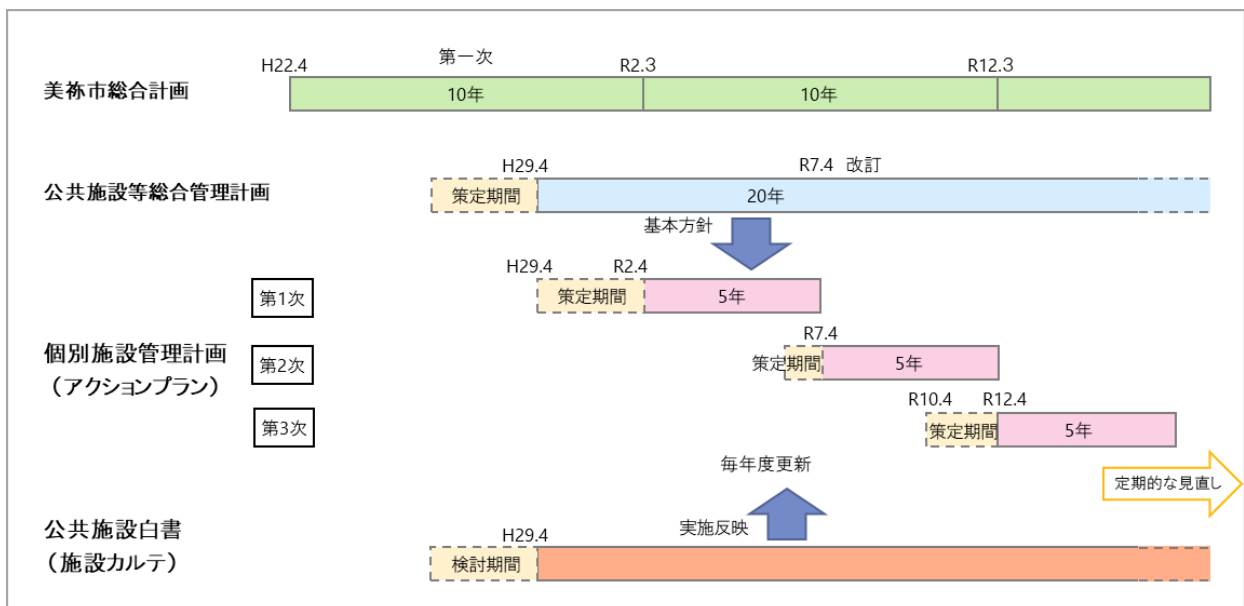 第一次
H22.4 R2.3 R12.3
美祢市総合計画 10年 10年
H29.4 R7.4 改訂
公共施設等総合管理計画 策定期間 20年
基本方針
H29.4 R2.4
第1次 策定期間 5年
R7.4
個別施設管理計画
（アクションプラン）
第2次 策定期間 5年
R10.4 R12.4
第3次 策定期間 5年
毎年度更新
定期的な見直し
実施反映
公共施設白書
（施設カルテ）
H29.4
検討期間